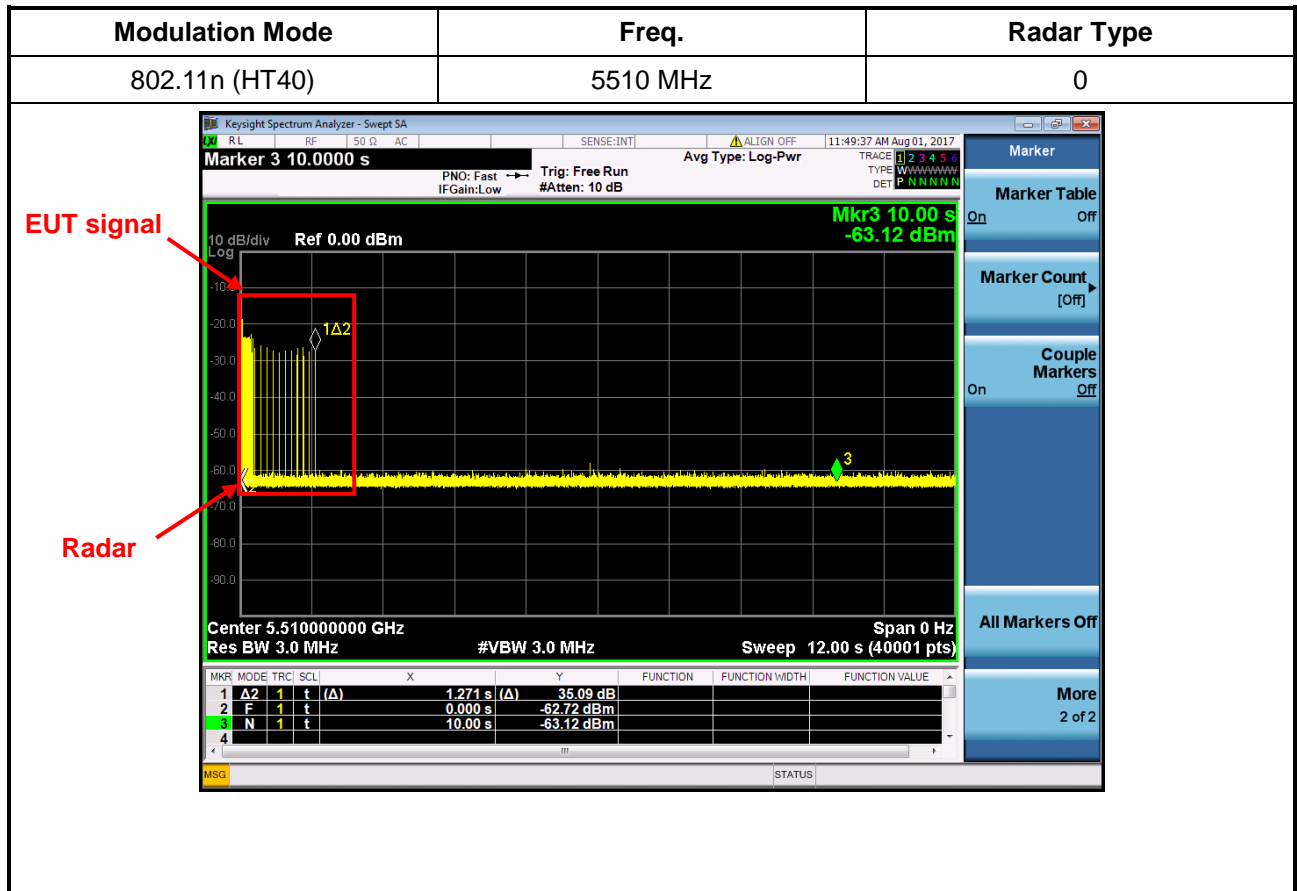 Modulation Mode Freq. Radar Type
802.11n (HT40) 5510 MHz 0
Keysight Spectrum Analyzer - Swept SA
LXI RL RF 50 Ω AC SENSE:INT ALIGN OFF 11:49:37 AM Aug 01, 2017
Marker 3 10.0000 s
PNO: Fast
IFGain:Low
Trig: Free Run
#Atten: 10 dB
Avg Type: Log-Pwr
TRACE 1 2 3 4 5 6
TYPE WWWWWW
DET P N N N N N
Mkr3 10.00 s
-63.12 dBm
10 dB/div Ref 0.00 dBm
Log
-10.0
-20.0
-30.0
-40.0
-50.0
-60.0
-70.0
-80.0
-90.0
1Δ2
3
EUT signal
Radar
Center 5.510000000 GHz Span 0 Hz
Res BW 3.0 MHz #VBW 3.0 MHz Sweep 12.00 s (40001 pts)
MKR MODE TRC SCL X Y FUNCTION FUNCTION WIDTH FUNCTION VALUE
1 Δ2 1 t (Δ) 1.271 s (Δ) 35.09 dB
2 F 1 t 0.000 s -62.72 dBm
3 N 1 t 10.00 s -63.12 dBm
4
MSG STATUS
Marker
Marker Table
On Off
Marker Count
[Off]
Couple
Markers
On Off
All Markers Off
More
2 of 2